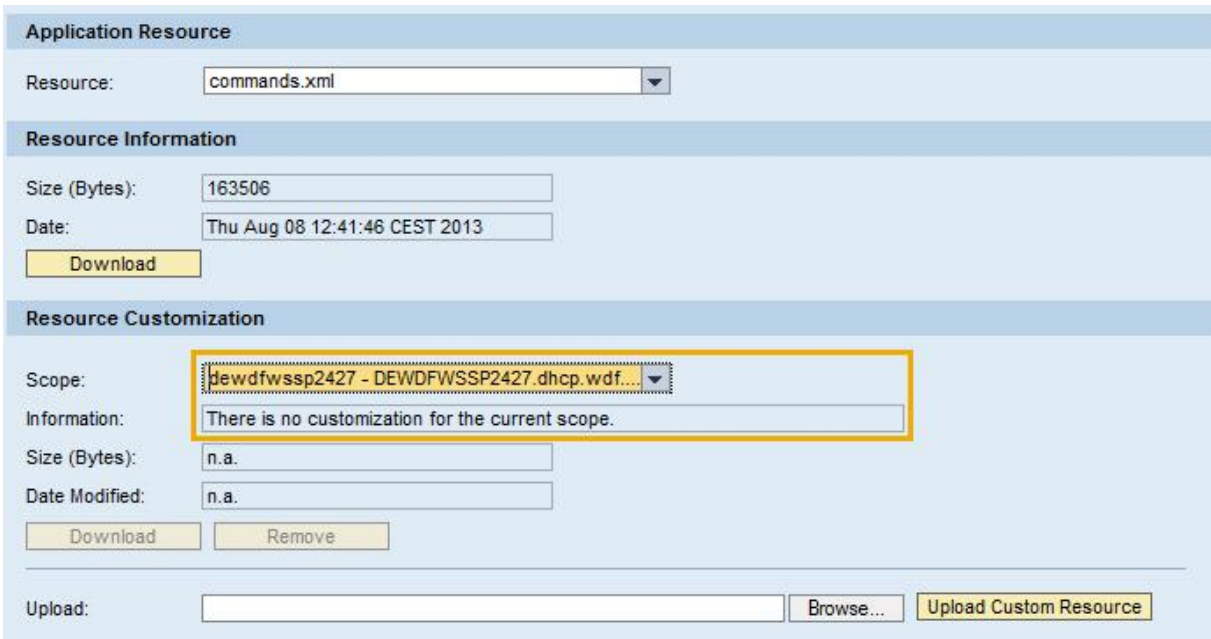 Application Resource
Resource: commands.xml
Resource Information
Size (Bytes): 163506
Date: Thu Aug 08 12:41:46 CEST 2013
Download
Resource Customization
Scope: dewdfwssp2427 - DEWDFWSSP2427.dhcp.wdf....
Information: There is no customization for the current scope.
Size (Bytes): n.a.
Date Modified: n.a.
Download Remove
Upload: Browse... Upload Custom Resource